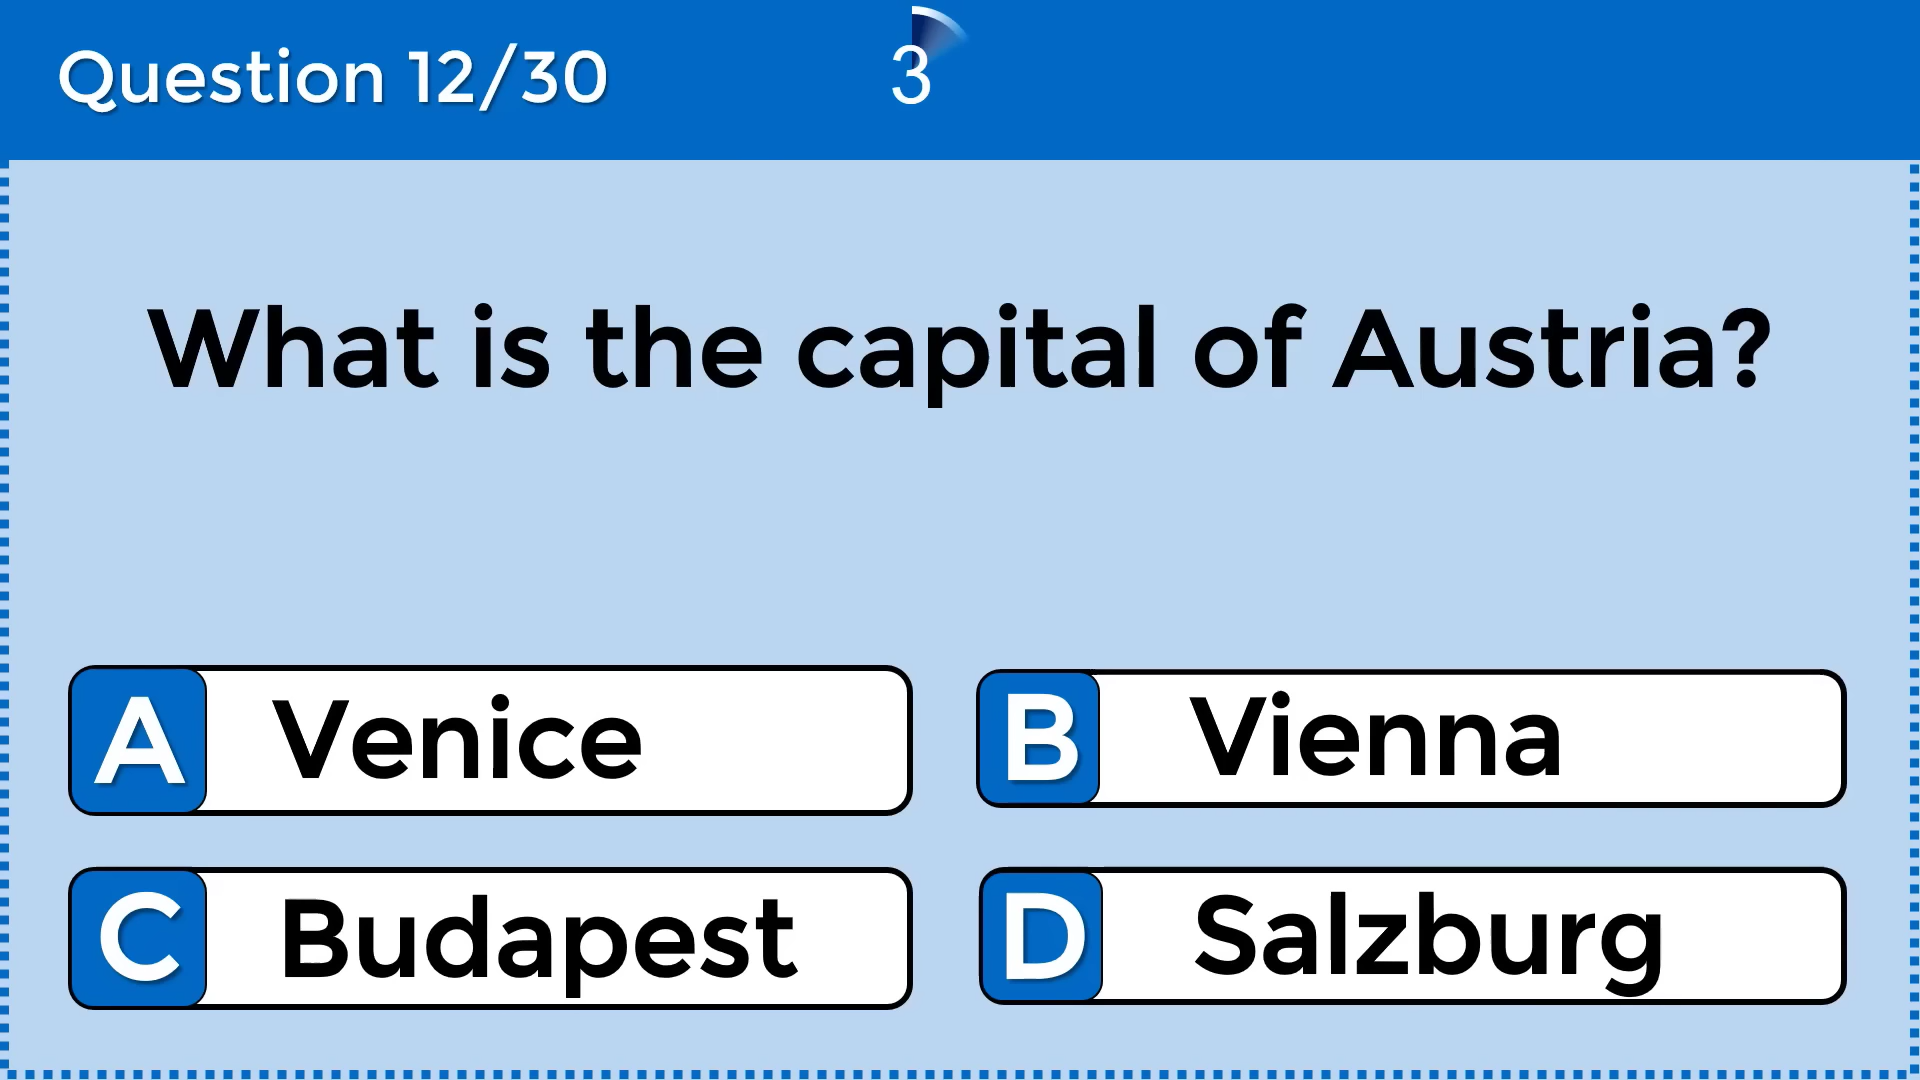 Question 12/30
3
What is the capital of Austria?
A Venice
B Vienna
C Budapest
D Salzburg